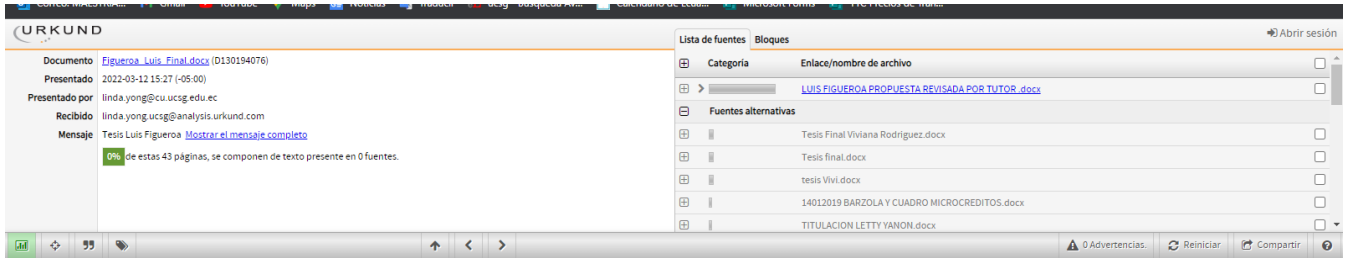 URKUND
Documento Figueroa_Luis_Final.docx (D130194076)
Presentado 2022-03-12 15:27 (-05:00)
Presentado por linda.yong@cu.ucsg.edu.ec
Recibido linda.yong.ucsg@analysis.urkund.com
Mensaje Tesis Luis Figueroa Mostrar el mensaje completo
0% de estas 43 páginas, se componen de texto presente en 0 fuentes.
Abrir sesión
Lista de fuentes Bloques
Categoría Enlace/nombre de archivo
LUIS FIGUEROA PROPUESTA REVISADA POR TUTOR .docx
Fuentes alternativas
Tesis Final Viviana Rodriguez.docx
Tesis final.docx
tesis Vivi.docx
14012019 BARZOLA Y CUADRO MICROCREDITOS.docx
TITULACION LETTY YANON.docx
0 Advertencias. Reiniciar Compartir